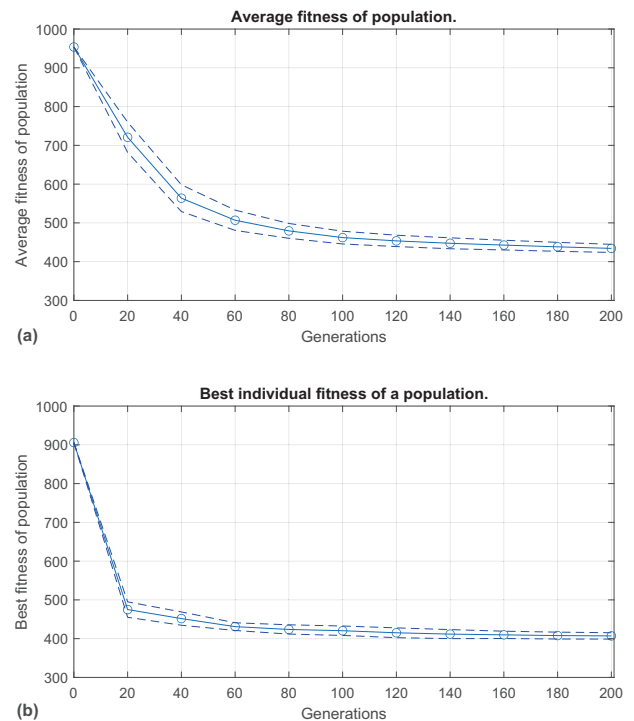 Average fitness of population.
1000
900
800
700
600
500
400
300
Average fitness of population
0 20 40 60 80 100 120 140 160 180 200
Generations
(a)
Best individual fitness of a population.
1000
900
800
700
600
500
400
300
Best fitness of population
0 20 40 60 80 100 120 140 160 180 200
Generations
(b)